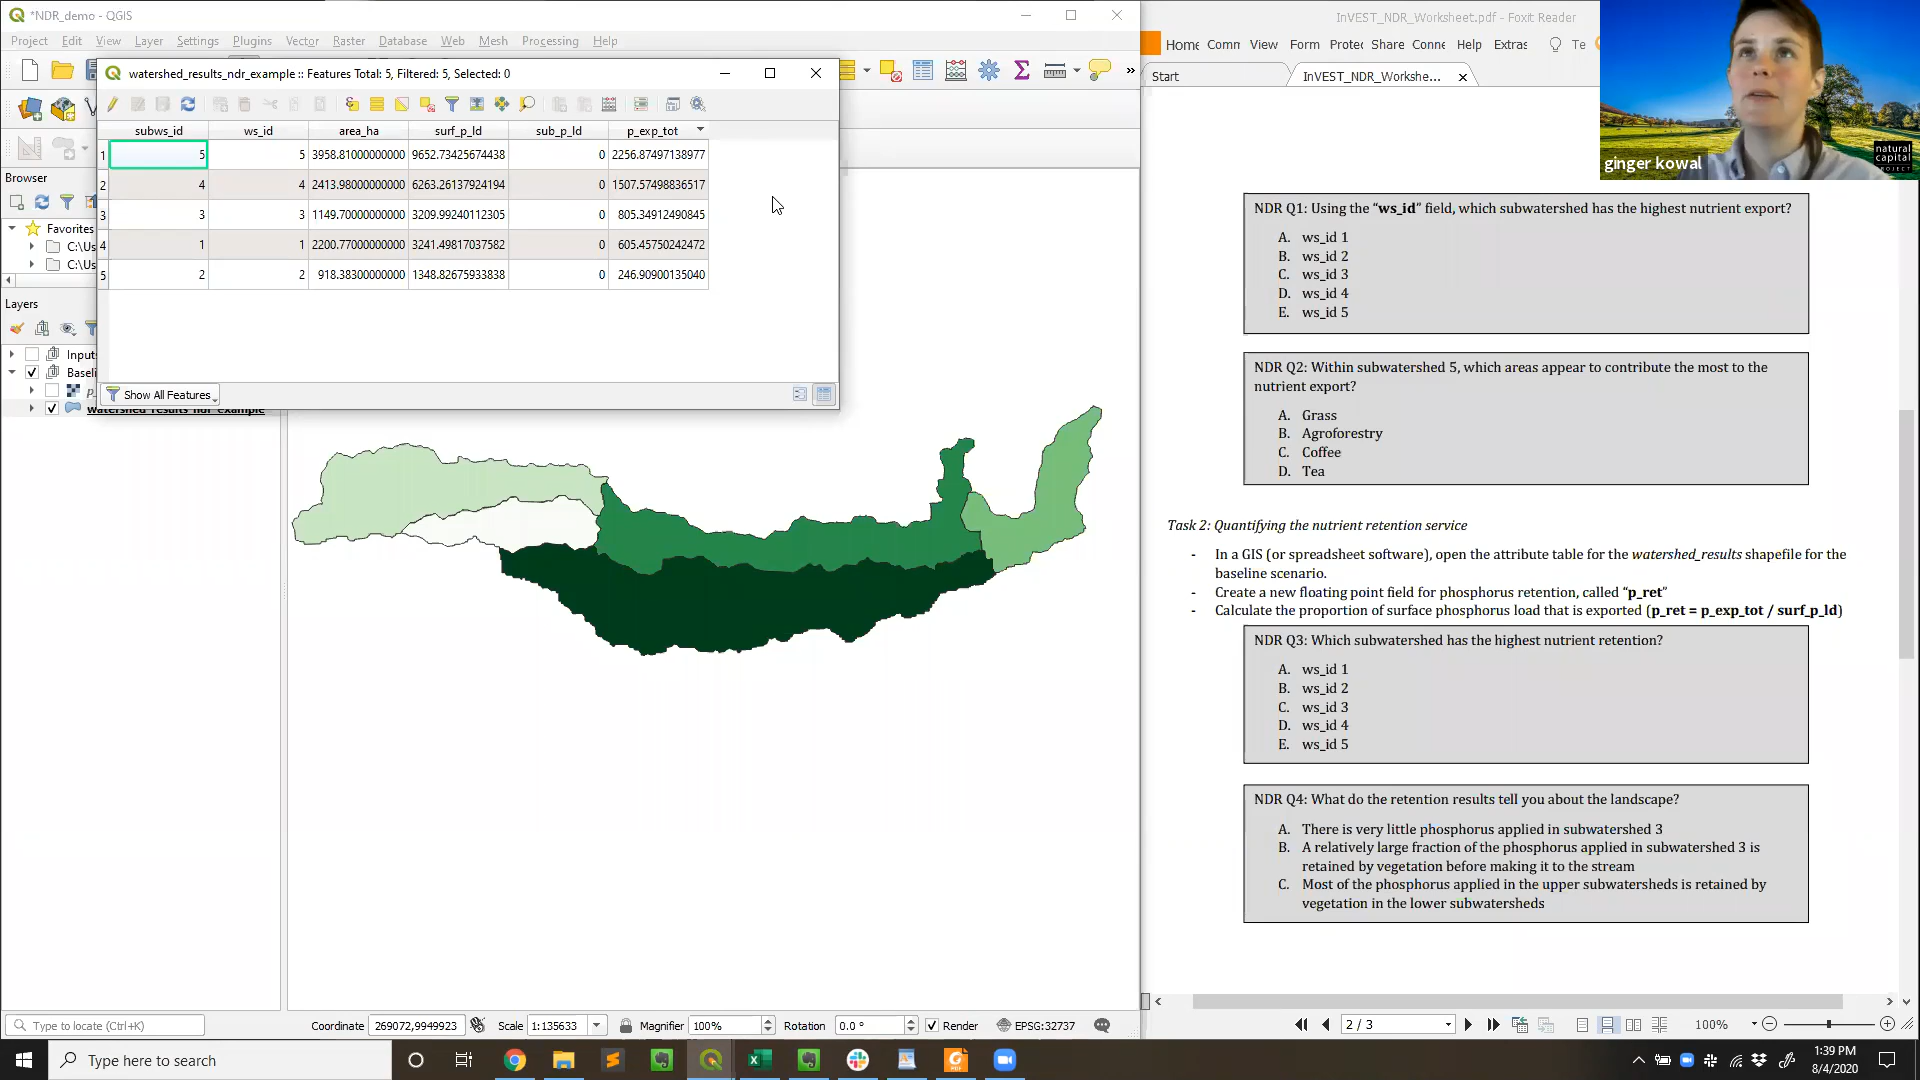 *NDR_demo - QGIS
Project Edit View Layer Settings Plugins Vector Raster Database Web Mesh Processing Help
watershed_results_ndr_example :: Features Total: 5, Filtered: 5, Selected: 0
subws_id ws_id area_ha surf_p_ld sub_p_ld p_exp_tot
1 5 5 3958.81000000000 9652.73425674438 0 2256.87497138977
2 4 4 2413.98000000000 6263.26137924194 0 1507.57498836517
3 3 3 1149.70000000000 3209.99240112305 0 805.34912490845
4 1 1 2200.77000000000 3241.49817037582 0 605.45750242472
5 2 2 918.38300000000 1348.82675933838 0 246.90900135040
Show All Features
Browser
Favorites
C:\Us
C:\Us
Layers
Input
Baseli
p_
watershed_results_ndr_example
Type to locate (Ctrl+K)
Coordinate 269072,9949923 Scale 1:135633 Magnifier 100% Rotation 0.0 ° Render EPSG:32737
InVEST_NDR_Worksheet.pdf - Foxit Reader
Home Comm View Form Protec Share Conne Help Extras Te
Start InVEST_NDR_Workshe...
ginger kowal
natural
capital
PROJECT
NDR Q1: Using the “ws_id” field, which subwatershed has the highest nutrient export?
A. ws_id 1
B. ws_id 2
C. ws_id 3
D. ws_id 4
E. ws_id 5
NDR Q2: Within subwatershed 5, which areas appear to contribute the most to the
nutrient export?
A. Grass
B. Agroforestry
C. Coffee
D. Tea
Task 2: Quantifying the nutrient retention service
- In a GIS (or spreadsheet software), open the attribute table for the watershed_results shapefile for the
baseline scenario.
- Create a new floating point field for phosphorus retention, called “p_ret”
- Calculate the proportion of surface phosphorus load that is exported (p_ret = p_exp_tot / surf_p_ld)
NDR Q3: Which subwatershed has the highest nutrient retention?
A. ws_id 1
B. ws_id 2
C. ws_id 3
D. ws_id 4
E. ws_id 5
NDR Q4: What do the retention results tell you about the landscape?
A. There is very little phosphorus applied in subwatershed 3
B. A relatively large fraction of the phosphorus applied in subwatershed 3 is
retained by vegetation before making it to the stream
C. Most of the phosphorus applied in the upper subwatersheds is retained by
vegetation in the lower subwatersheds
2 / 3 100%
Type here to search
1:39 PM
8/4/2020